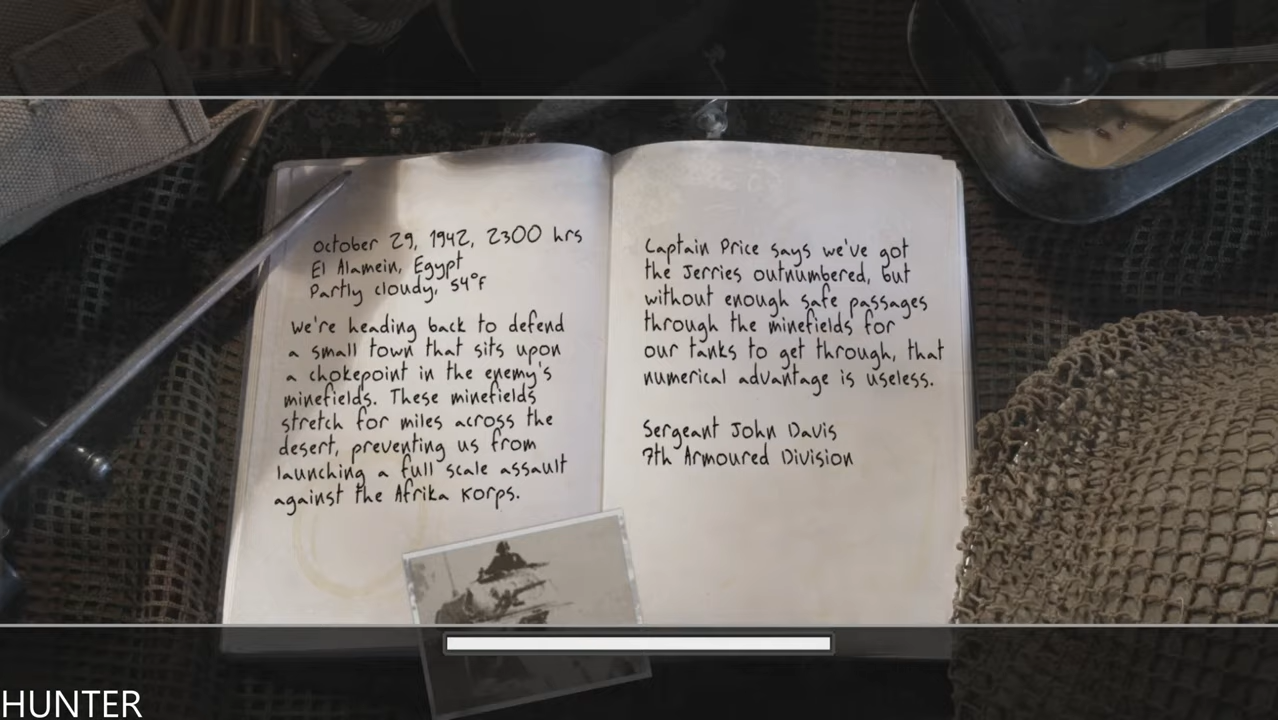 October 29, 1942, 2300 hrs
El Alamein, Egypt
Partly cloudy, 54°F
We're heading back to defend
a small town that sits upon
a chokepoint in the enemy's
minefields. These minefields
stretch for miles across the
desert, preventing us from
launching a full scale assault
against the Afrika Korps.
Captain Price says we've got
the Jerries outnumbered, but
without enough safe passages
through the minefields for
our tanks to get through, that
numerical advantage is useless.
Sergeant John Davis
7th Armoured Division
HUNTER